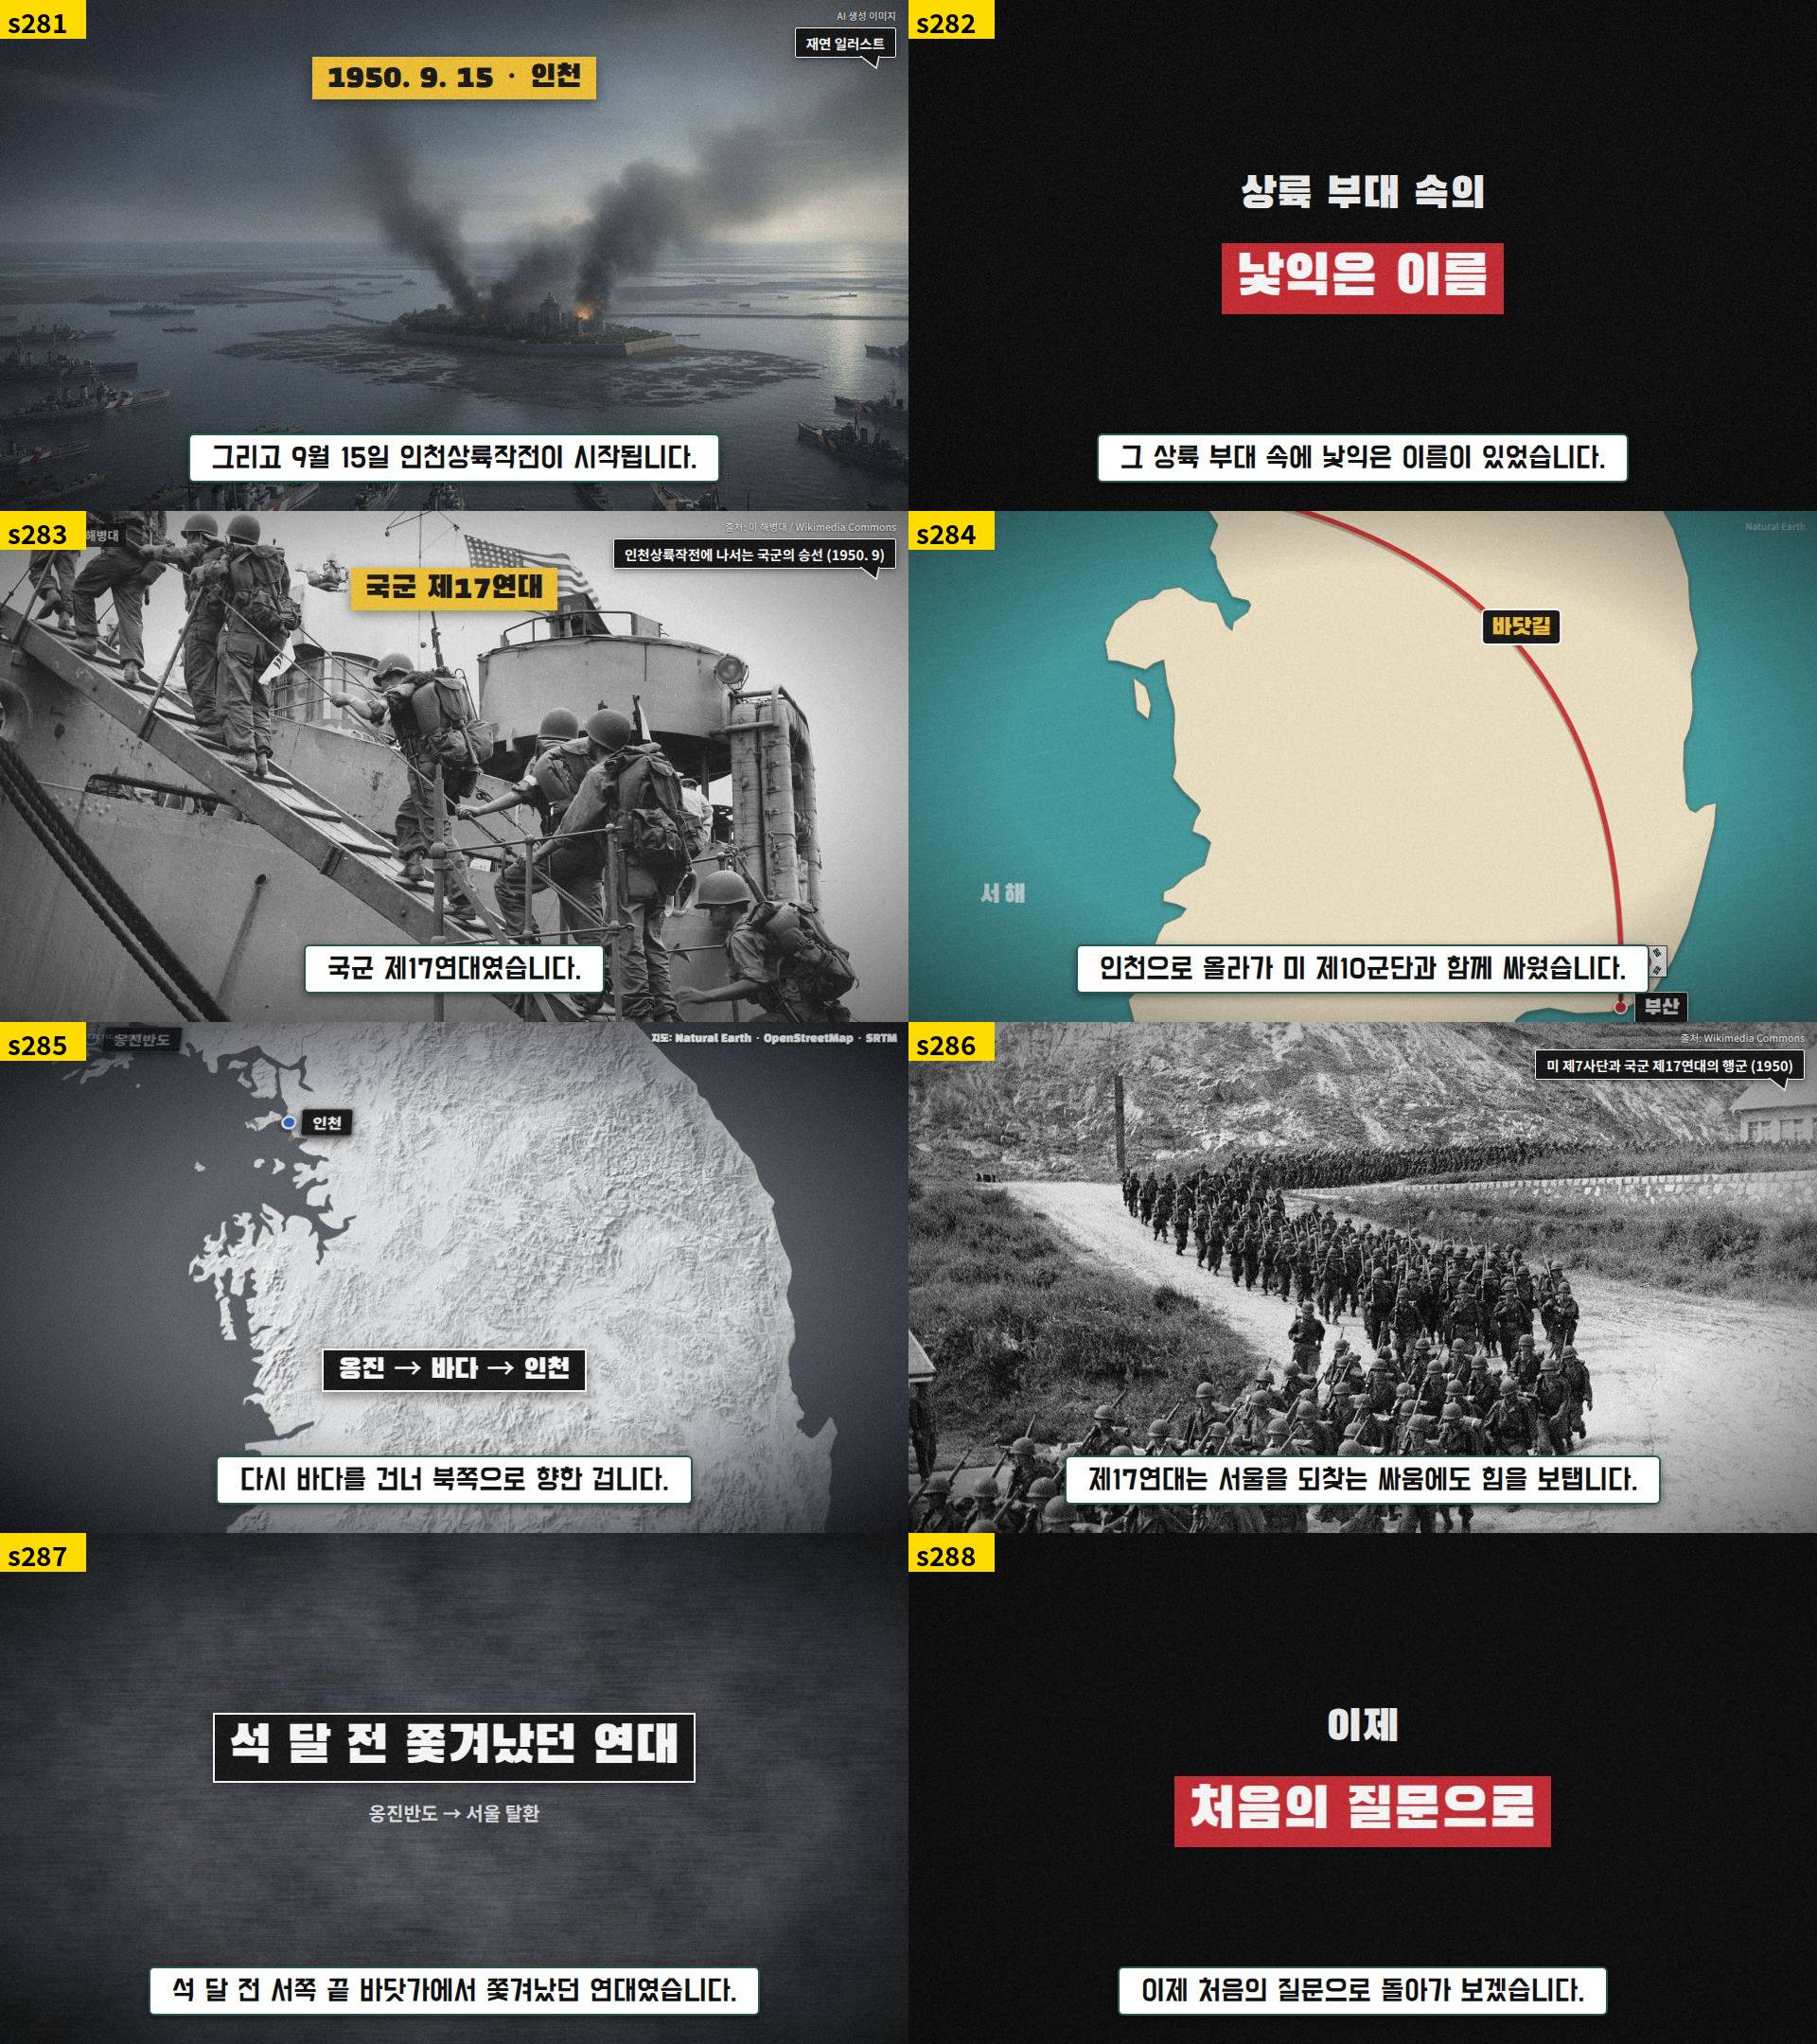 s281
AI 생성 이미지
재연 일러스트
1950. 9. 15 · 인천
그리고 9월 15일 인천상륙작전이 시작됩니다.
s282
상륙 부대 속의
낯익은 이름
그 상륙 부대 속에 낯익은 이름이 있었습니다.
s283
해병대
출처: 미 해병대 / Wikimedia Commons
인천상륙작전에 나서는 국군의 승선 (1950. 9)
국군 제17연대
국군 제17연대였습니다.
s284
Natural Earth
바닷길
서해
인천으로 올라가 미 제10군단과 함께 싸웠습니다.
부산
s285
옹진반도
지도: Natural Earth · OpenStreetMap · SRTM
인천
옹진 → 바다 → 인천
다시 바다를 건너 북쪽으로 향한 겁니다.
s286
출처: Wikimedia Commons
미 제7사단과 국군 제17연대의 행군 (1950)
제17연대는 서울을 되찾는 싸움에도 힘을 보탭니다.
s287
석 달 전 쫓겨났던 연대
옹진반도 → 서울 탈환
석 달 전 서쪽 끝 바닷가에서 쫓겨났던 연대였습니다.
s288
이제
처음의 질문으로
이제 처음의 질문으로 돌아가 보겠습니다.